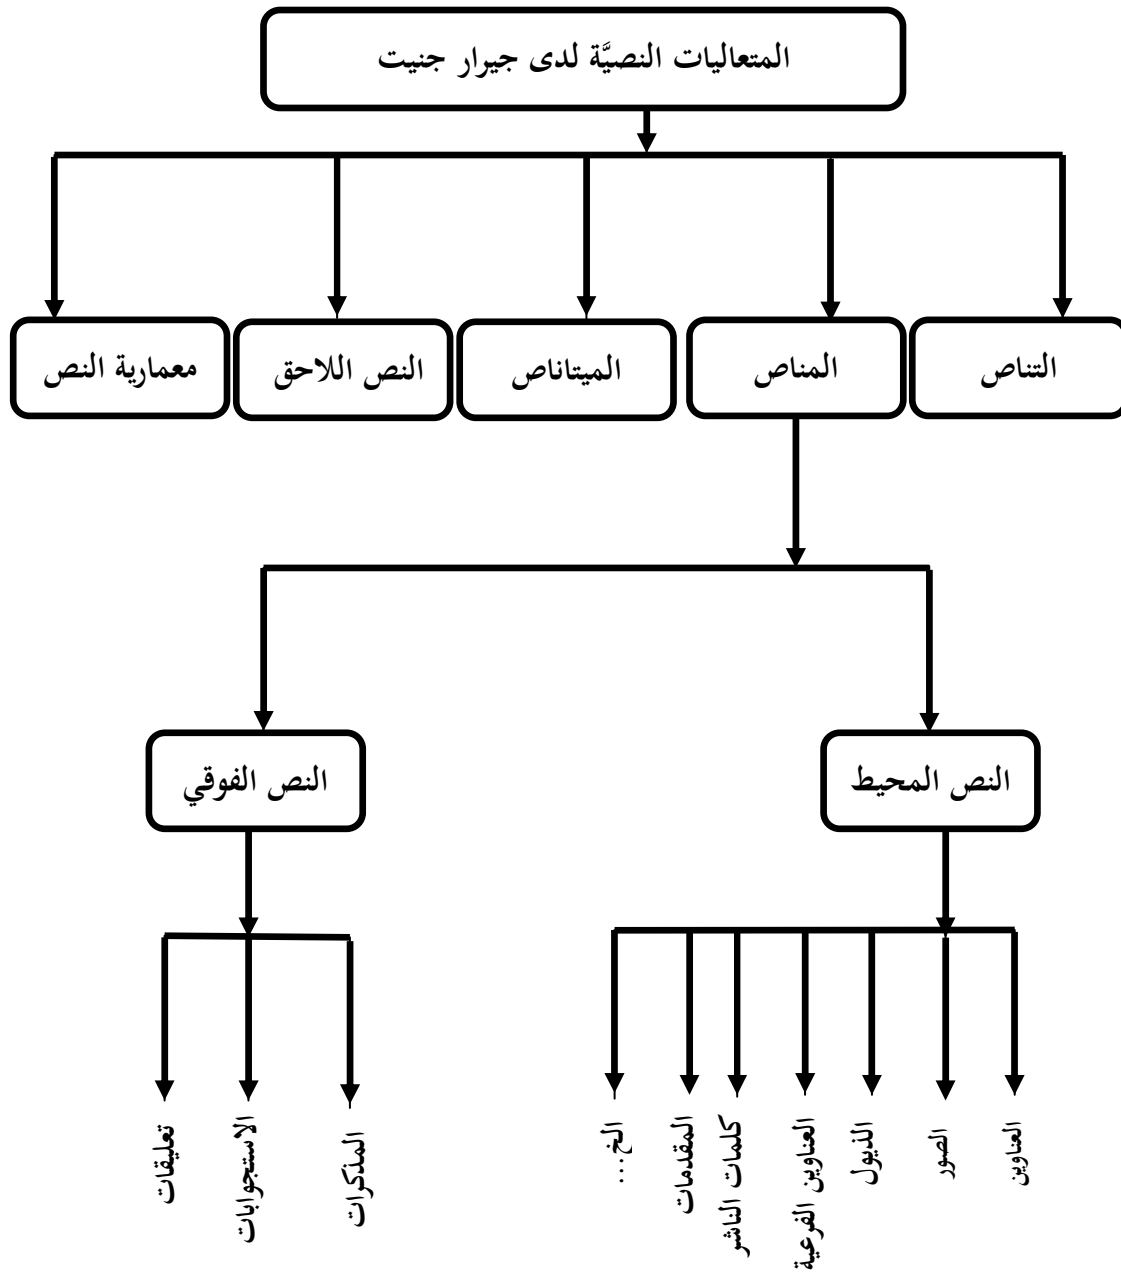 المتعاليات النصيَّة لدى جيرار جنيت
التناص
المناص
الميتاناص
النص اللاحق
معمارية النص
النص المحيط
النص الفوقي
العناوين
الصور
الذيول
العناوين الفرعية
كلمات الناشر
المقدمات
الخ...
المذكرات
الاستجوابات
تعليقات